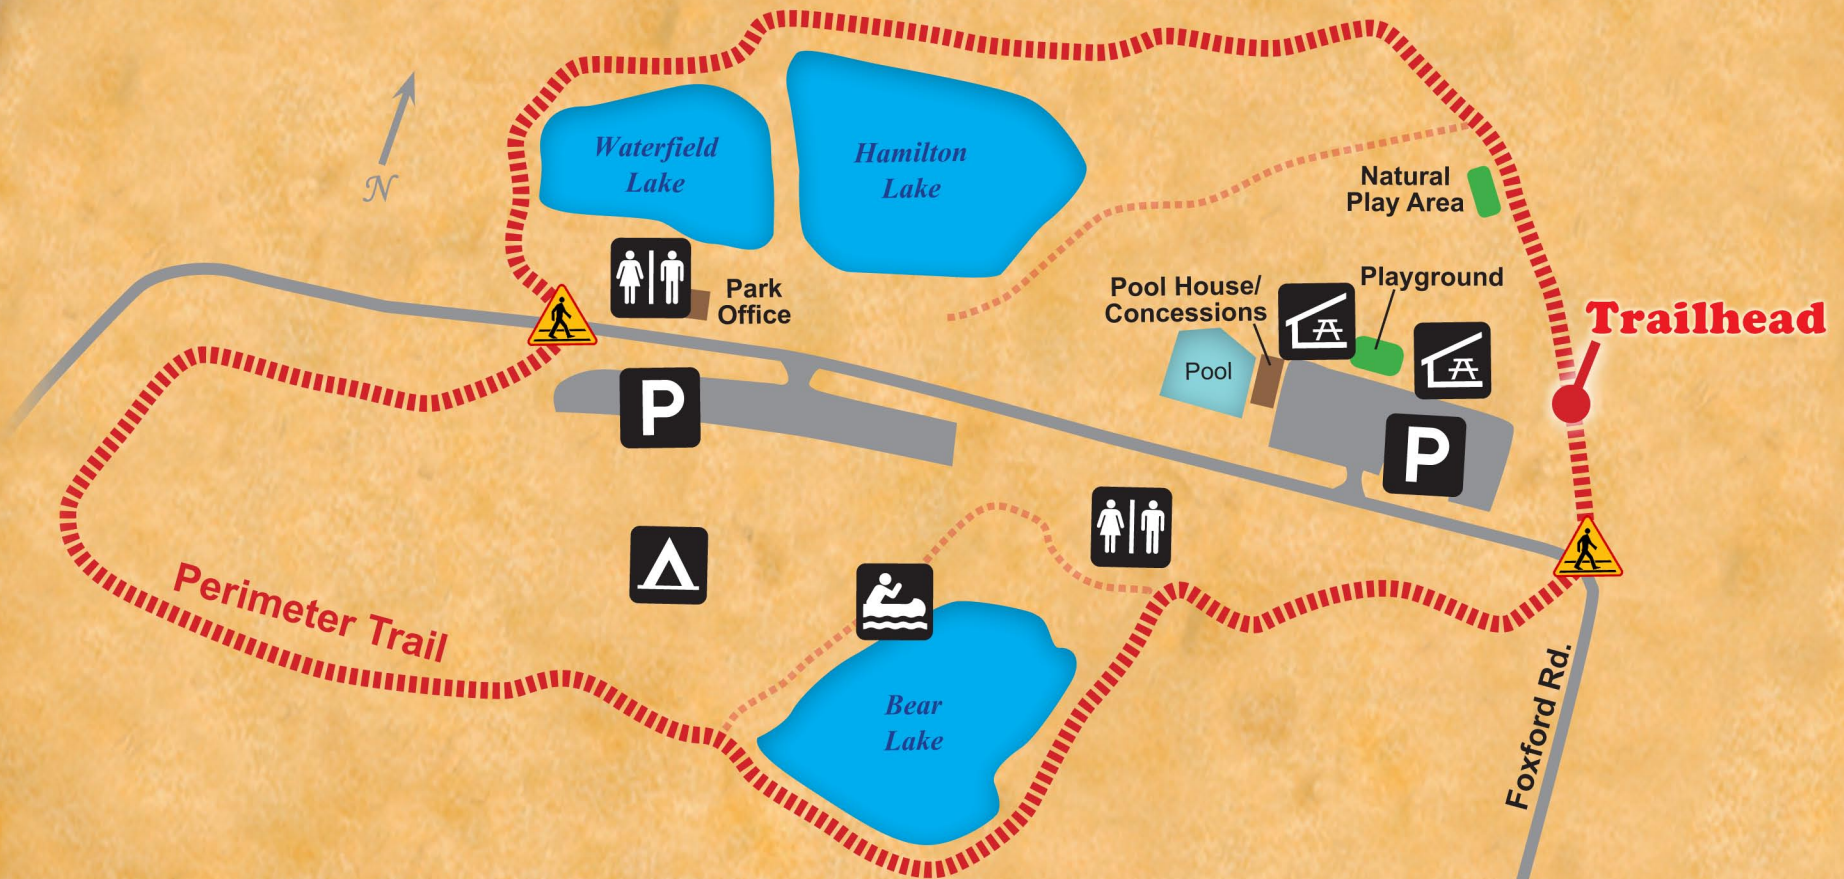 Waterfield
Lake
Hamilton
Lake
N
Natural
Play Area
Park
Office
Pool House/
Concessions
Playground
Trailhead
Pool
P
P
Perimeter Trail
Bear
Lake
Foxford Rd.